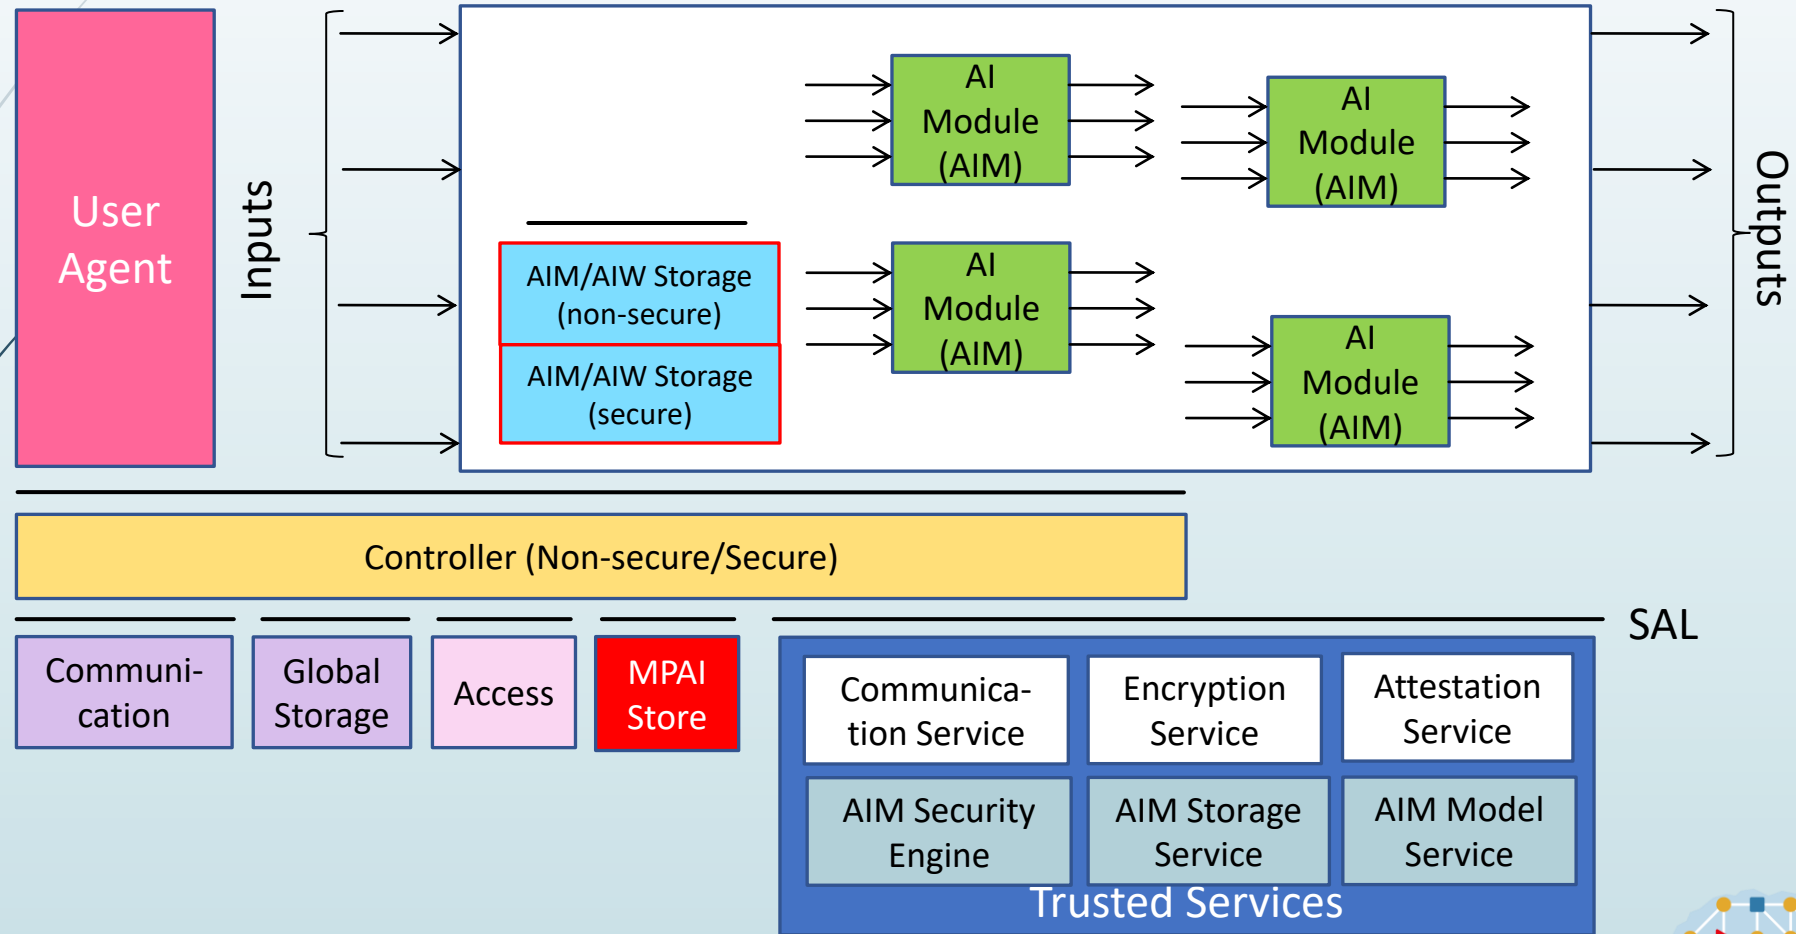 User
Agent
Inputs
AI
Module
(AIM)
AI
Module
(AIM)
AIM/AIW Storage
(non-secure)
AIM/AIW Storage
(secure)
AI
Module
(AIM)
AI
Module
(AIM)
Outputs
Controller (Non-secure/Secure)
SAL
Communi-
cation
Global
Storage
Access
MPAI
Store
Communica-
tion Service
Encryption
Service
Attestation
Service
AIM Security
Engine
AIM Storage
Service
AIM Model
Service
Trusted Services